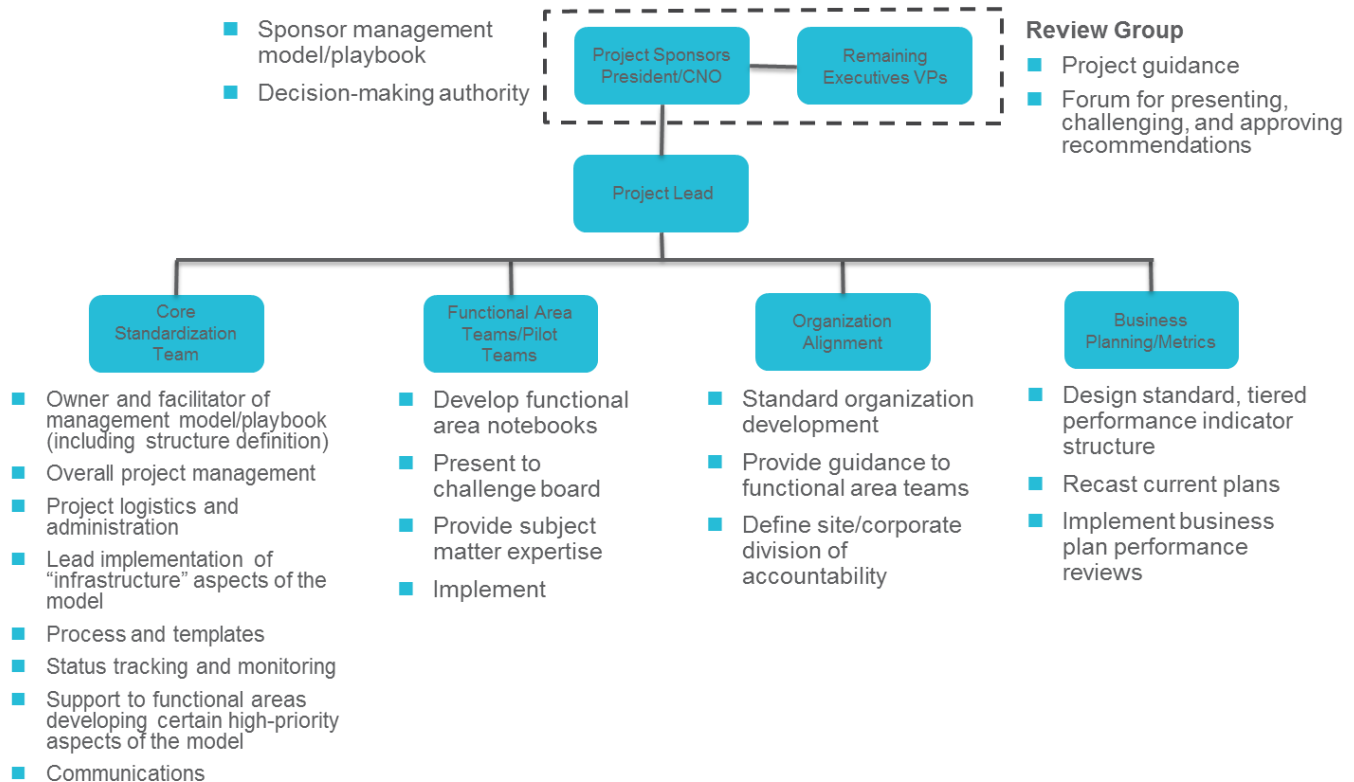 Sponsor management
model/playbook
Decision-making authority
Project Sponsors
President/CNO
Remaining
Executives VPs
Review Group
Project guidance
Forum for presenting,
challenging, and approving
recommendations
Project Lead
Core
Standardization
Team
Owner and facilitator of
management model/playbook
(including structure definition)
Overall project management
Project logistics and
administration
Lead implementation of
“infrastructure” aspects of the
model
Process and templates
Status tracking and monitoring
Support to functional areas
developing certain high-priority
aspects of the model
Communications
Functional Area
Teams/Pilot
Teams
Develop functional
area notebooks
Present to
challenge board
Provide subject
matter expertise
Implement
Organization
Alignment
Standard organization
development
Provide guidance to
functional area teams
Define site/corporate
division of
accountability
Business
Planning/Metrics
Design standard, tiered
performance indicator
structure
Recast current plans
Implement business
plan performance
reviews